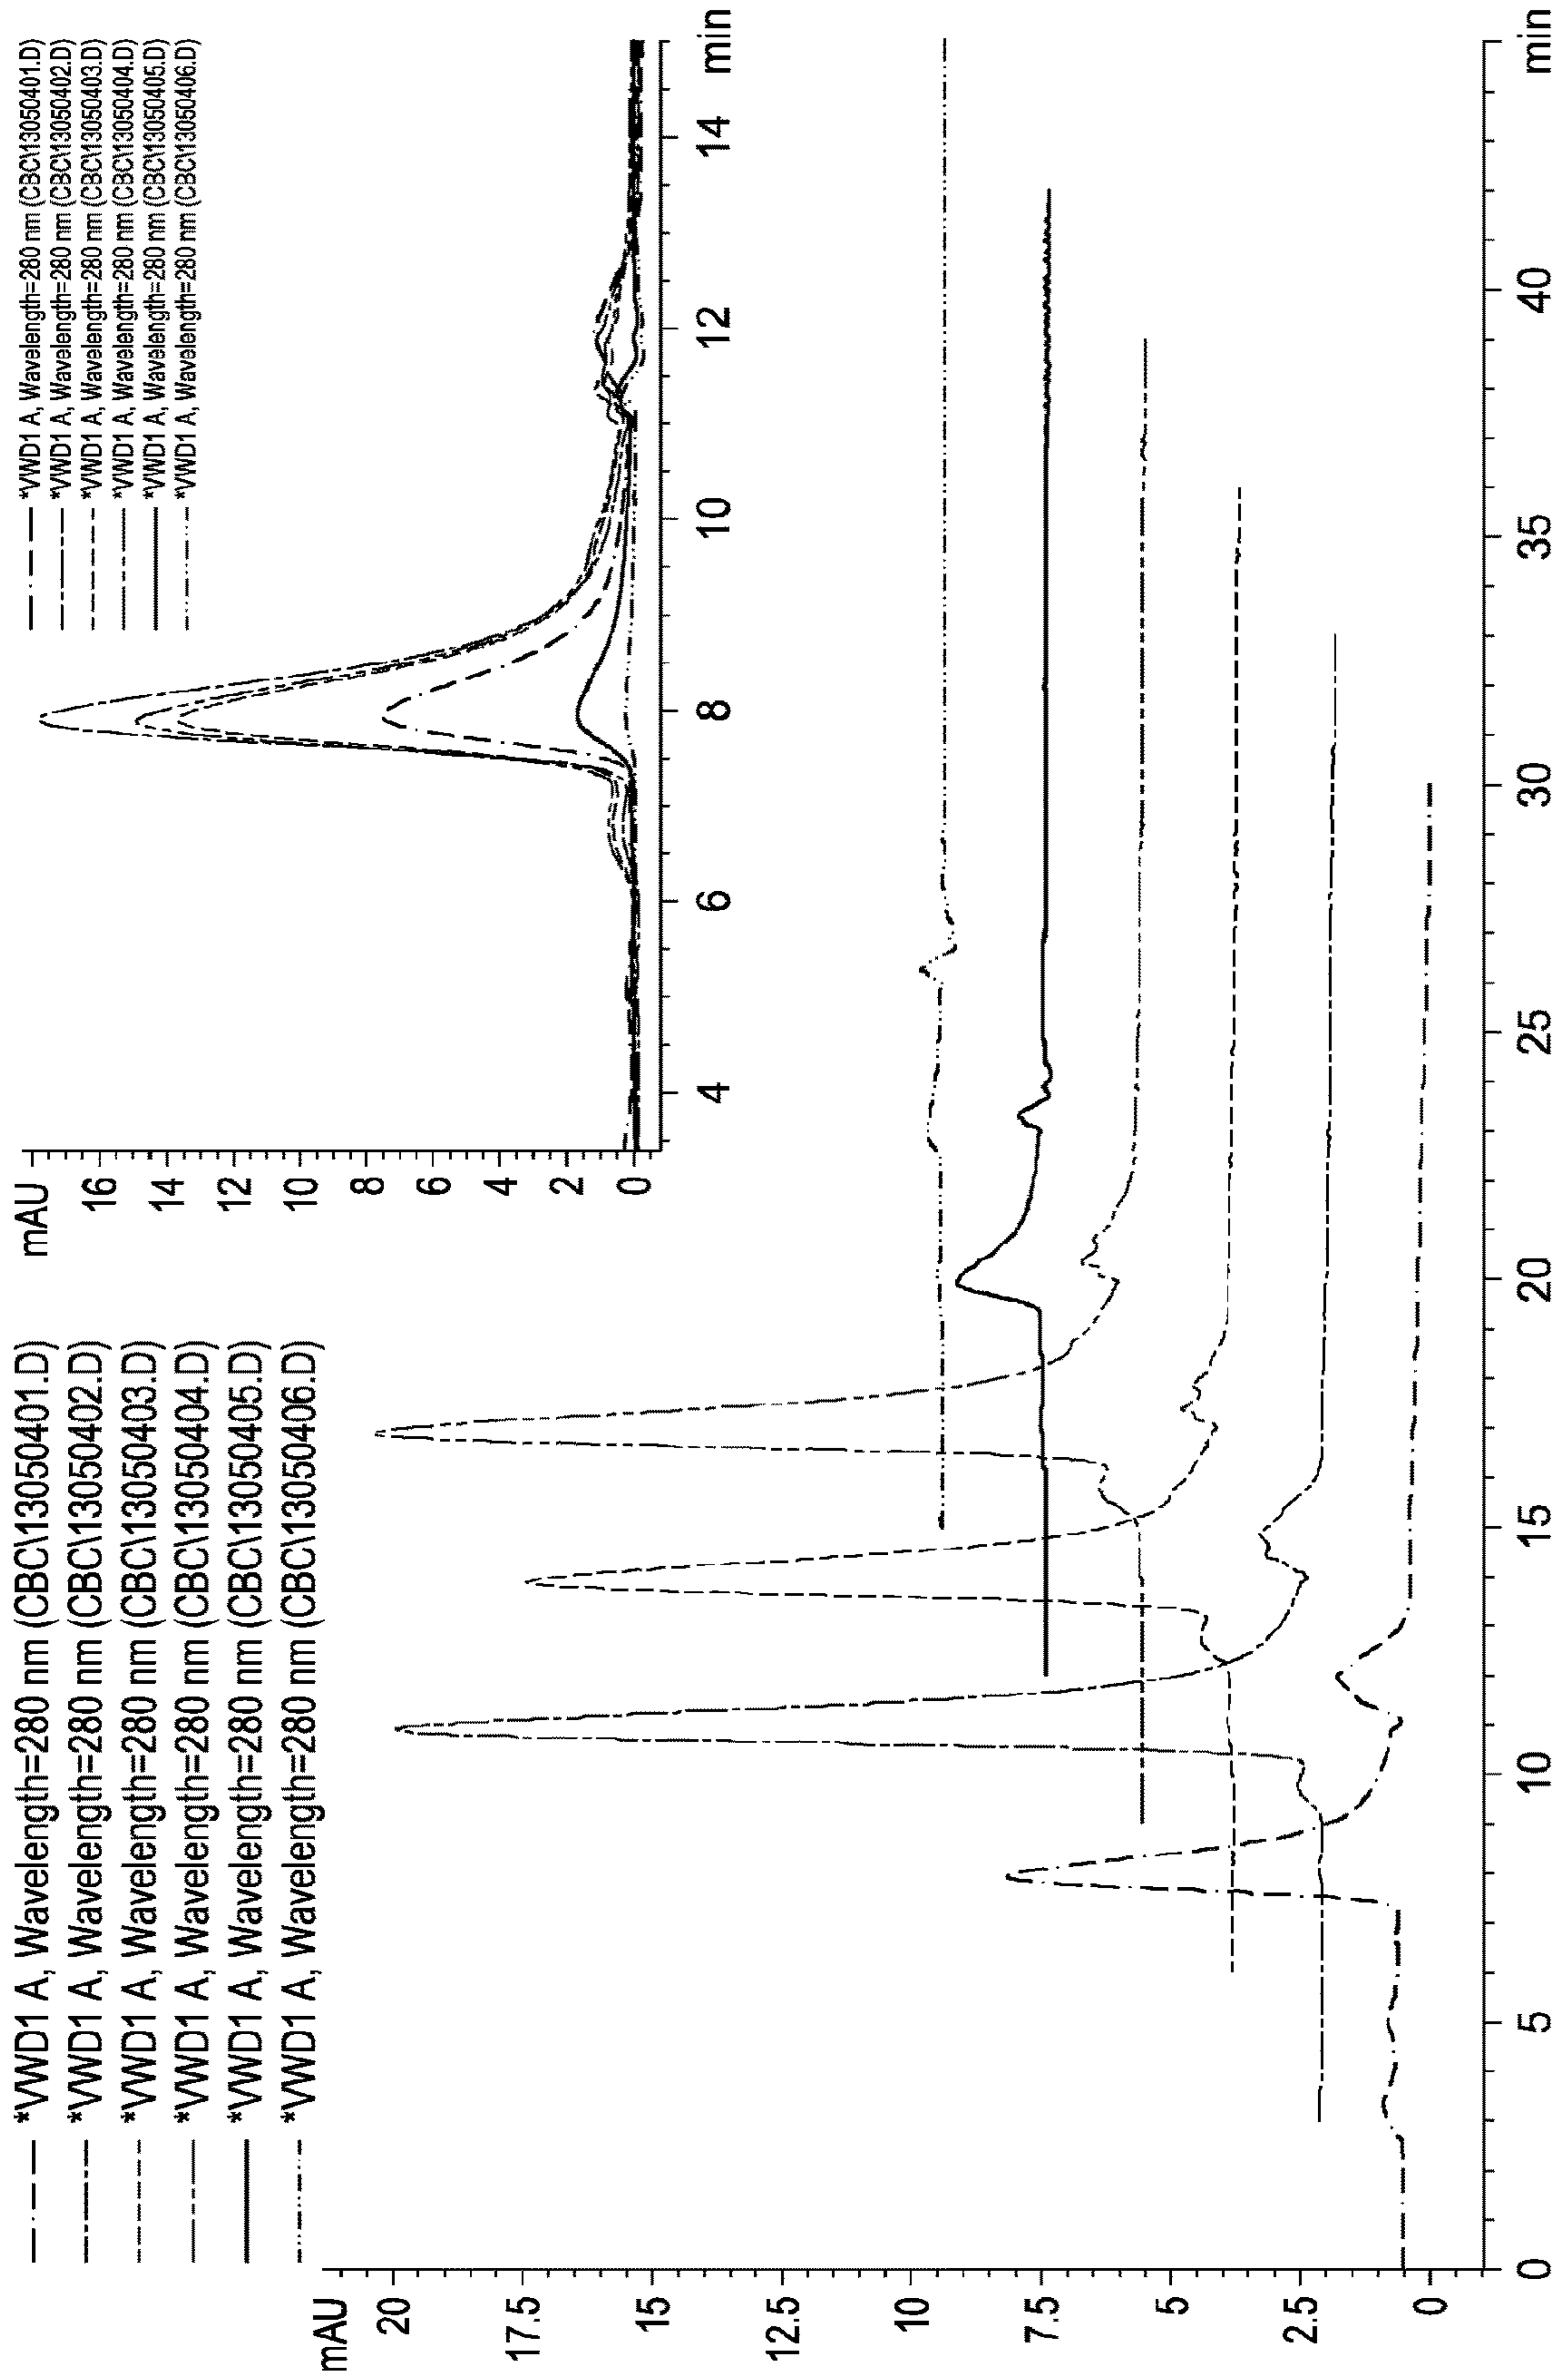 *VWD1 A, Wavelength=280 nm (CBC\13050401.D)
*VWD1 A, Wavelength=280 nm (CBC\13050402.D)
*VWD1 A, Wavelength=280 nm (CBC\13050403.D)
*VWD1 A, Wavelength=280 nm (CBC\13050404.D)
*VWD1 A, Wavelength=280 nm (CBC\13050405.D)
*VWD1 A, Wavelength=280 nm (CBC\13050406.D)
*VWD1 A, Wavelength=280 nm (CBC\13050401.D)
*VWD1 A, Wavelength=280 nm (CBC\13050402.D)
*VWD1 A, Wavelength=280 nm (CBC\13050403.D)
*VWD1 A, Wavelength=280 nm (CBC\13050404.D)
*VWD1 A, Wavelength=280 nm (CBC\13050405.D)
*VWD1 A, Wavelength=280 nm (CBC\13050406.D)
mAU
16
14
12
10
8
6
4
2
0
4 6 8 10 12 14 min
mAU
20
17.5
15
12.5
10
7.5
5
2.5
0
0 5 10 15 20 25 30 35 40 min